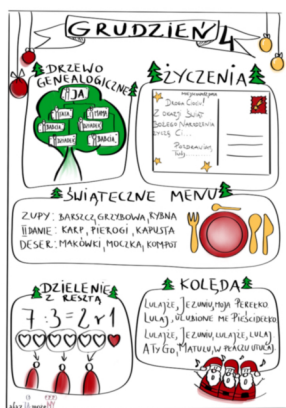 GRUDZIEŃ 4
DRZEWO
GENEALOGICZNE
JA
TATA
MAMA
BABCIA
DZIADEK
DZIADEK
BABCIA
ŻYCZENIA
DROGA CIOCIU!
Z OKAZJI ŚWIĄT
BOŻEGO NARODZENIA
ŻYCZĘ CI...
POZDRAWIAM,
ŚWIĄTECZNE MENU
ZUPY: BARSZCZ, GRZYBOWA, RYBNA
II DANIE: KARP, PIEROGI, KAPUSTA
DESER: MAKÓWKI, MOCZKA, KOMPOT
DZIELENIE
Z RESZTĄ
7 : 3 = 2 r 1
KOLĘDA
LULAJŻE, JEZUNIU, MOJA PEREŁKO
LULAJ, ULUBIONE ME PIEŚCIDEŁKO
LULAJŻE, JEZUNIU, LULAJŻE, LULAJ
A TY GO, MATULU, W PŁACZU UTULAJ.